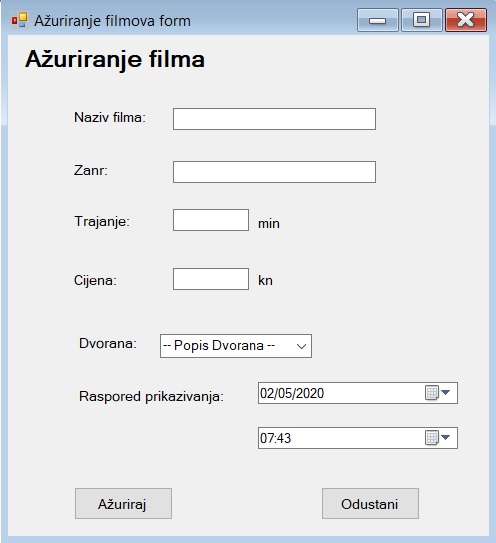 Ažuriranje filmova form
Ažuriranje filma
Naziv filma:
Zanr:
Trajanje: min
Cijena: kn
Dvorana: -- Popis Dvorana --
Raspored prikazivanja: 02/05/2020
07:43
Ažuriraj Odustani